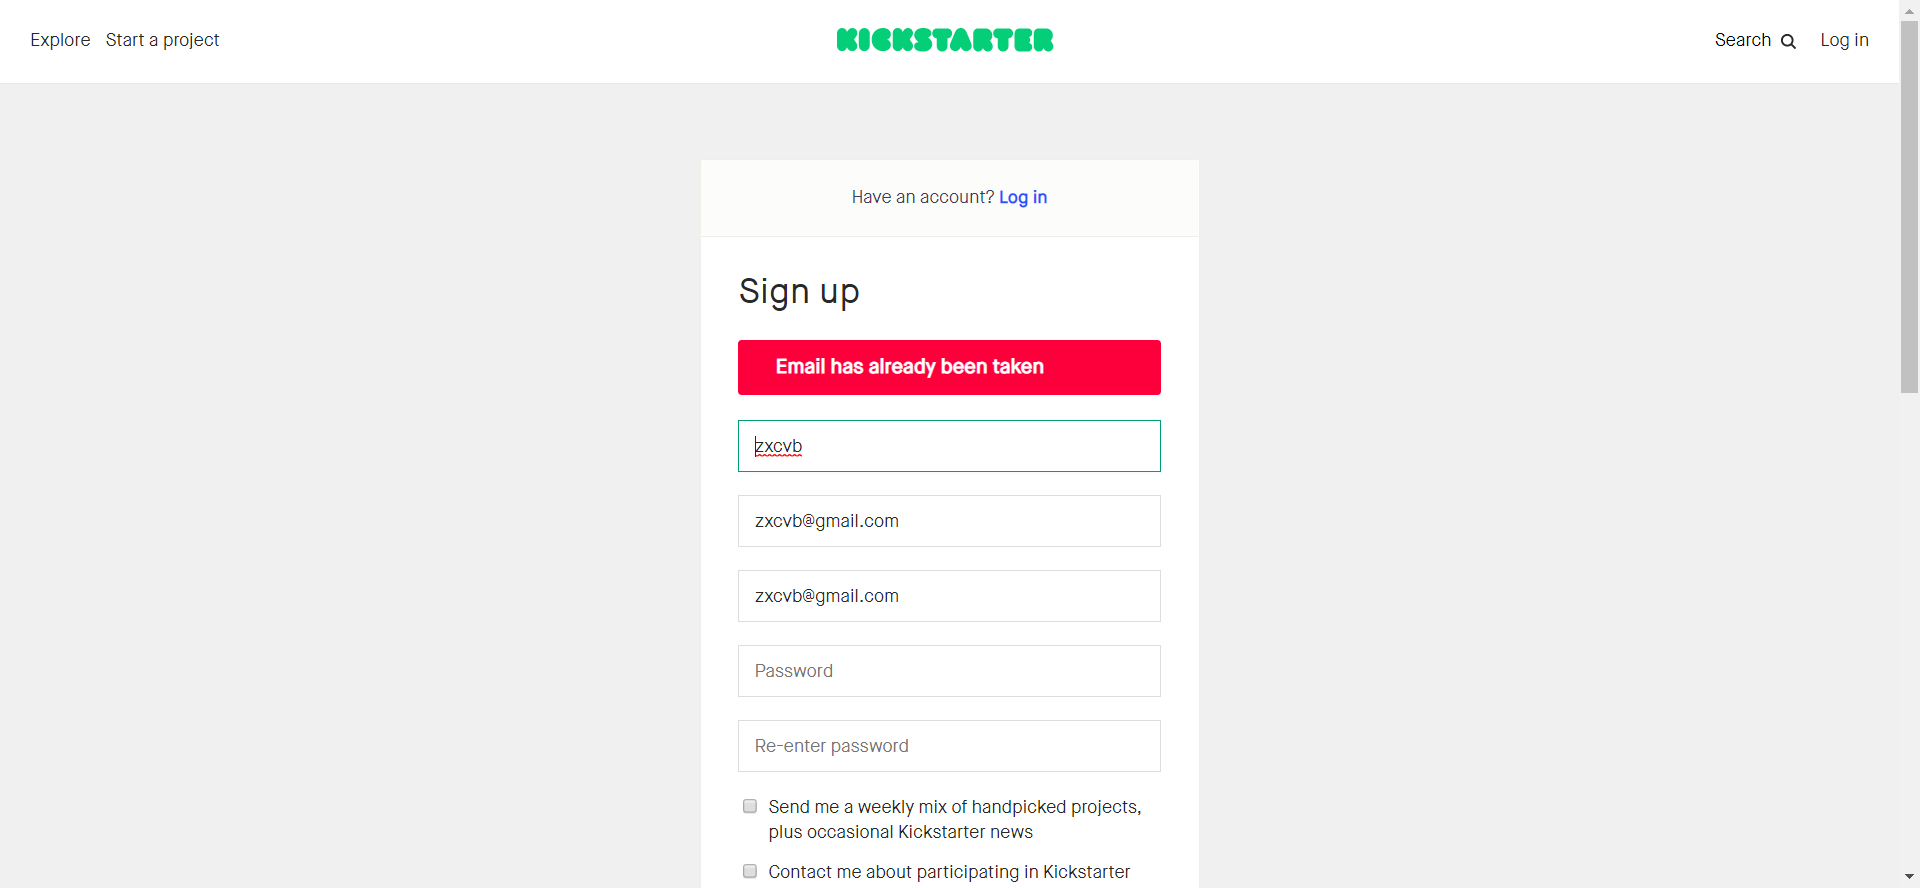 Explore Start a project KICKSTARTER Search Log in
Have an account? Log in
Sign up
Email has already been taken
zxcvb
zxcvb@gmail.com
zxcvb@gmail.com
Password
Re-enter password
Send me a weekly mix of handpicked projects,
plus occasional Kickstarter news
Contact me about participating in Kickstarter